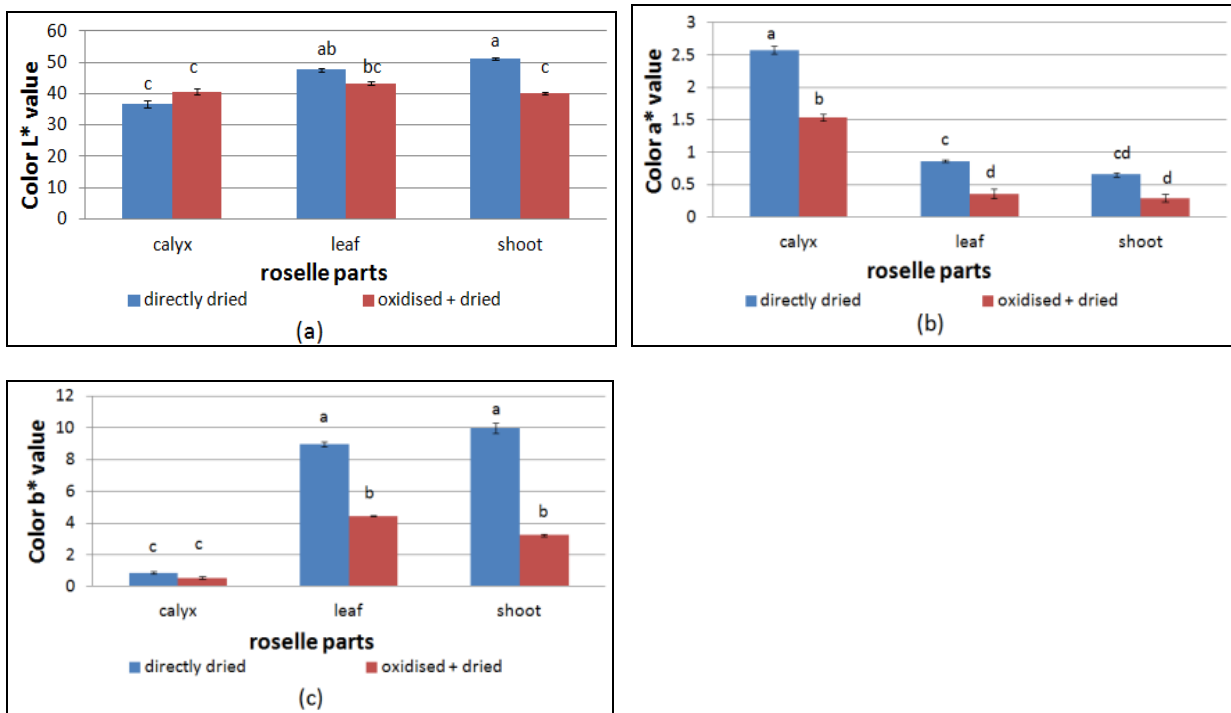 60
50
40
30
20
10
0
Color L* value
c c ab bc a c
calyx leaf shoot
roselle parts
directly dried oxidised + dried
(a)
3
2.5
2
1.5
1
0.5
0
Color a* value
a b c d cd d
calyx leaf shoot
roselle parts
directly dried oxidised + dried
(b)
12
10
8
6
4
2
0
Color b* value
c c a b a b
calyx leaf shoot
roselle parts
directly dried oxidised + dried
(c)